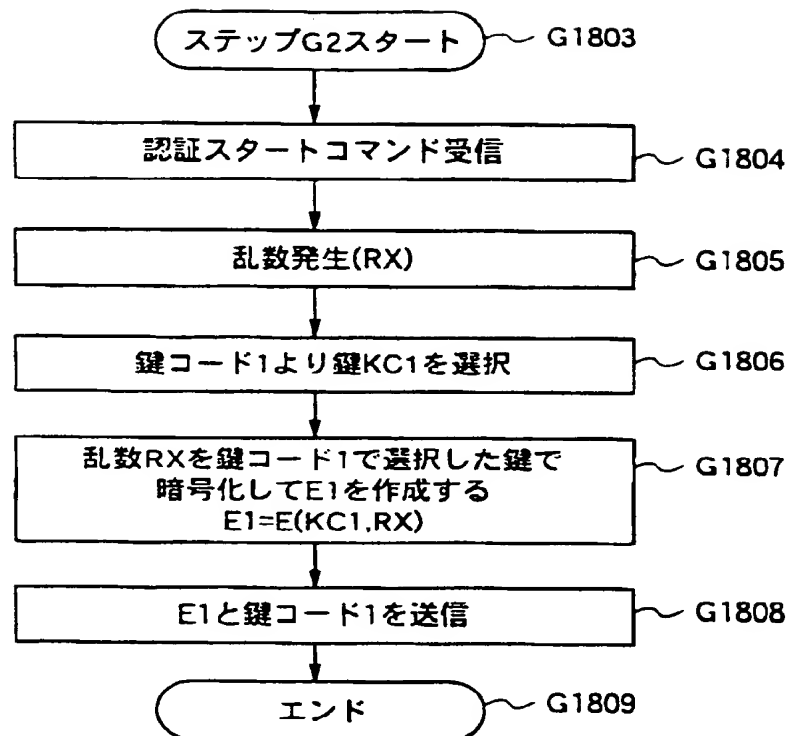 ステップG2スタート G1803
認証スタートコマンド受信 G1804
乱数発生(RX) G1805
鍵コード1より鍵KC1を選択 G1806
乱数RXを鍵コード1で選択した鍵で G1807
暗号化してE1を作成する
E1=E(KC1,RX)
E1と鍵コード1を送信 G1808
エンド G1809